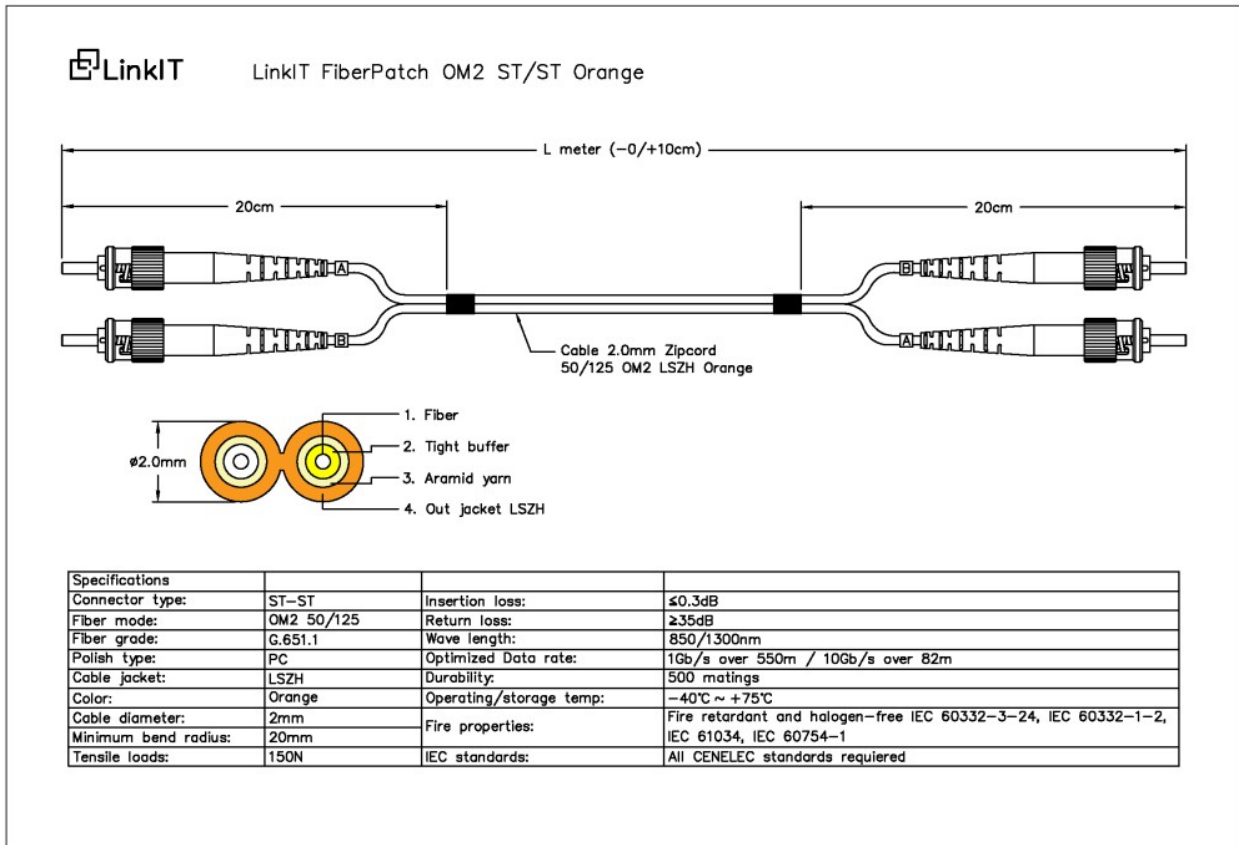 LinkIT
LinkIT FiberPatch OM2 ST/ST Orange
L meter (-0/+10cm)
20cm
20cm
A
B
B
A
Cable 2.0mm Zipcord
50/125 OM2 LSZH Orange
ø2.0mm
1. Fiber
2. Tight buffer
3. Aramid yarn
4. Out jacket LSZH
Specifications
Connector type: ST-ST Insertion loss: ≤0.3dB
Fiber mode: OM2 50/125 Return loss: ≥35dB
Fiber grade: G.651.1 Wave length: 850/1300nm
Polish type: PC Optimized Data rate: 1Gb/s over 550m / 10Gb/s over 82m
Cable jacket: LSZH Durability: 500 matings
Color: Orange Operating/storage temp: -40℃ ~ +75℃
Cable diameter: 2mm Fire properties: Fire retardant and halogen-free IEC 60332-3-24, IEC 60332-1-2,
Minimum bend radius: 20mm IEC 61034, IEC 60754-1
Tensile loads: 150N IEC standards: All CENELEC standards requiered